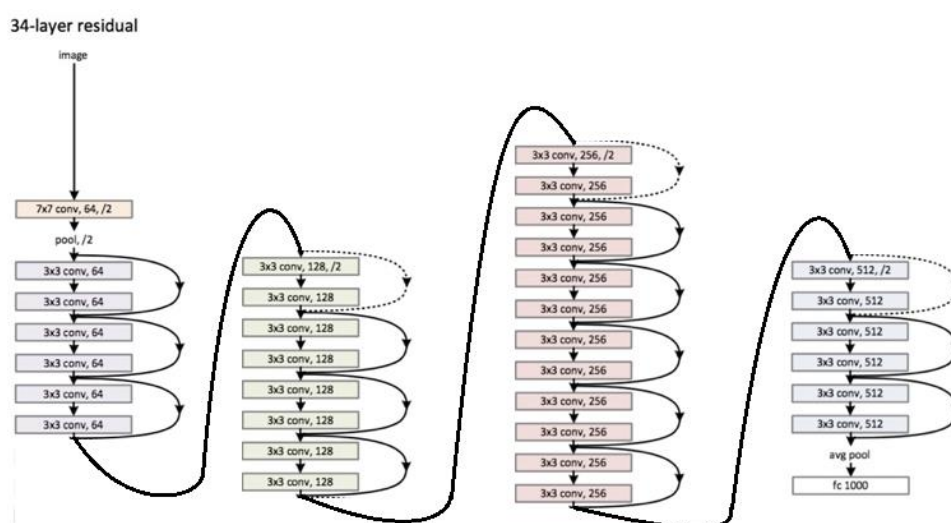 34-layer residual
image
7x7 conv, 64, /2
pool, /2
3x3 conv, 64
3x3 conv, 64
3x3 conv, 64
3x3 conv, 64
3x3 conv, 64
3x3 conv, 64
3x3 conv, 128, /2
3x3 conv, 128
3x3 conv, 128
3x3 conv, 128
3x3 conv, 128
3x3 conv, 128
3x3 conv, 128
3x3 conv, 128
3x3 conv, 256, /2
3x3 conv, 256
3x3 conv, 256
3x3 conv, 256
3x3 conv, 256
3x3 conv, 256
3x3 conv, 256
3x3 conv, 256
3x3 conv, 256
3x3 conv, 256
3x3 conv, 256
3x3 conv, 256
3x3 conv, 512, /2
3x3 conv, 512
3x3 conv, 512
3x3 conv, 512
3x3 conv, 512
3x3 conv, 512
avg pool
fc 1000